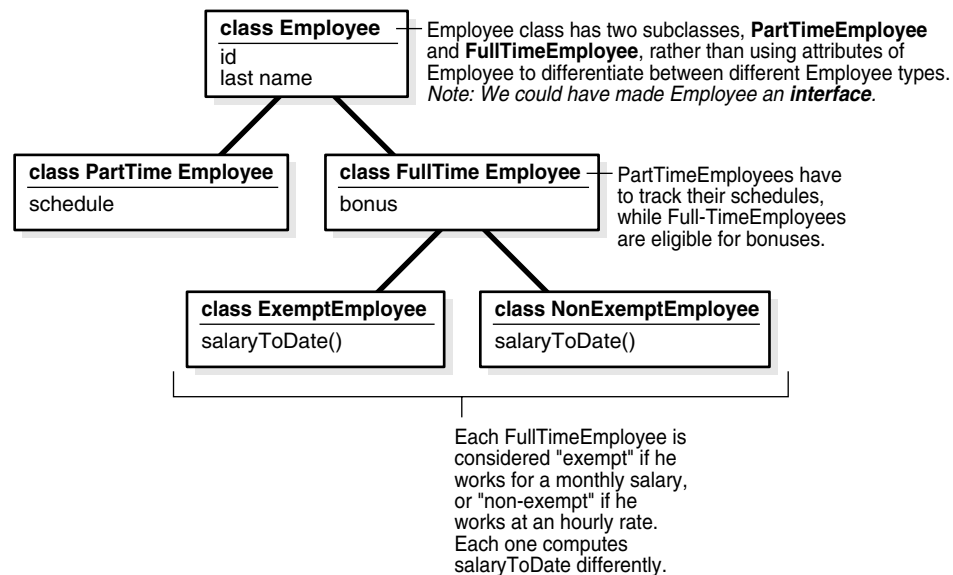 class Employee
id
last name
Employee class has two subclasses, PartTimeEmployee
and FullTimeEmployee, rather than using attributes of
Employee to differentiate between different Employee types.
Note: We could have made Employee an interface.
class PartTime Employee
schedule
class FullTime Employee
bonus
PartTimeEmployees have
to track their schedules,
while Full-TimeEmployees
are eligible for bonuses.
class ExemptEmployee
salaryToDate()
class NonExemptEmployee
salaryToDate()
Each FullTimeEmployee is
considered "exempt" if he
works for a monthly salary,
or "non-exempt" if he
works at an hourly rate.
Each one computes
salaryToDate differently.